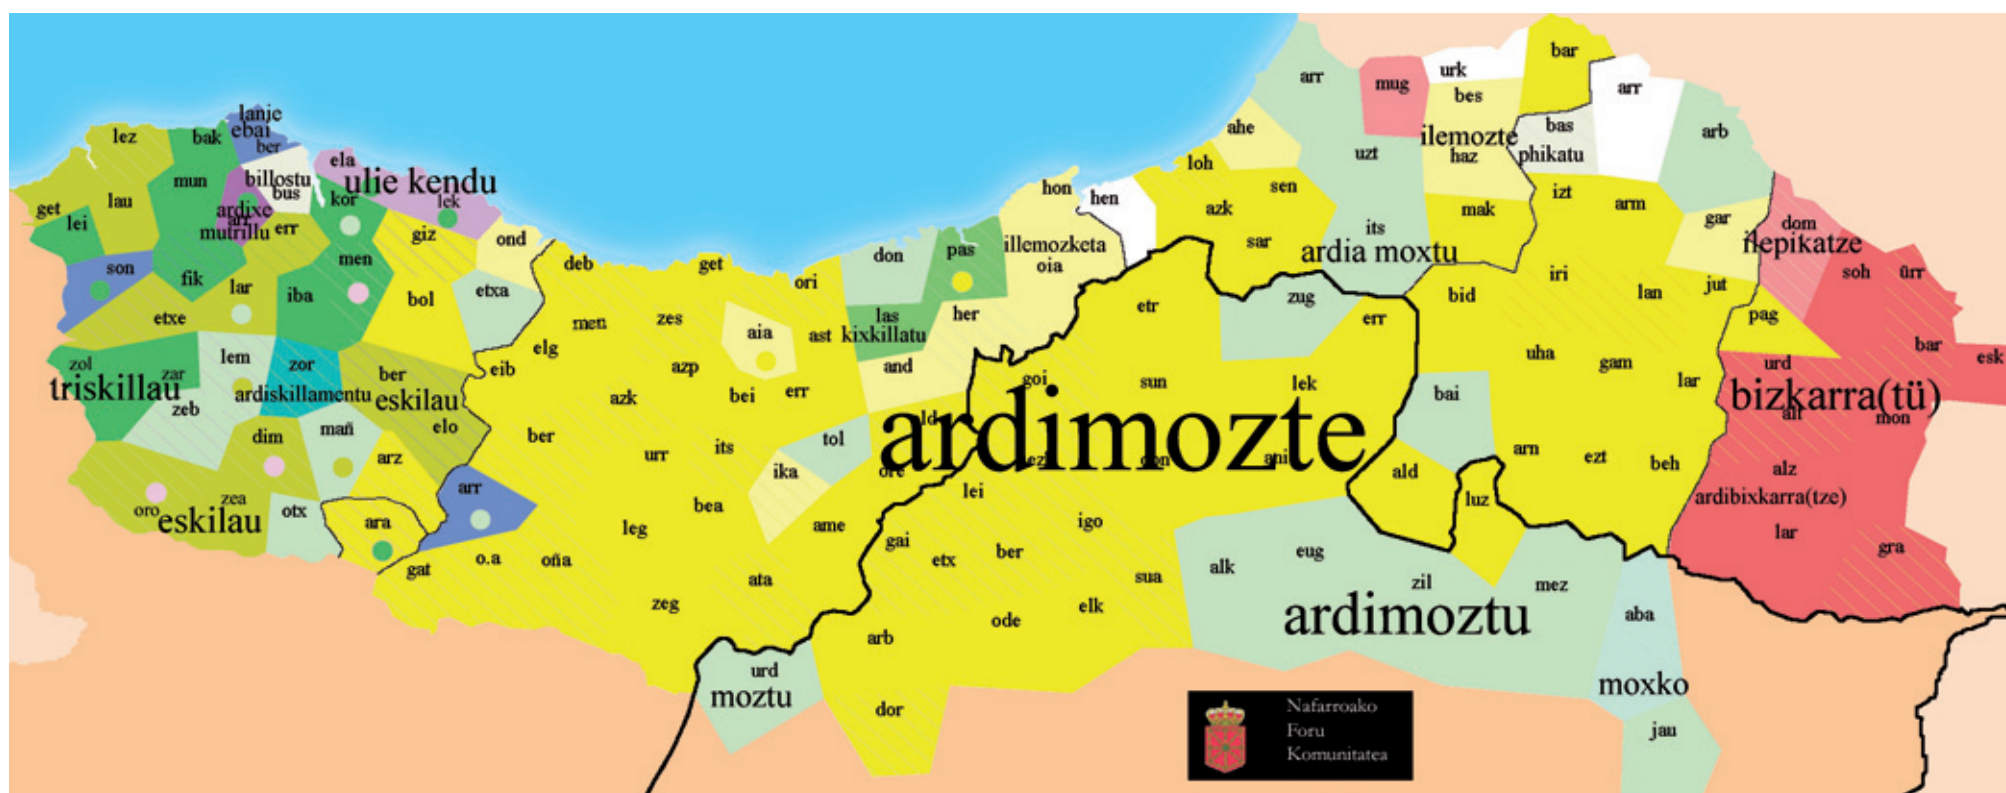 lez
bak
lanje
ebai
ber
get
lei
lau
mun
billostu
bus
ela
ulie kendu
kor
lek
ardixe
arr
mutrillu
err
giz
ond
son
fik
lar
men
iba
bol
etxa
etxe
zol
zar
triskillau
zeb
lem
zor
ardiskillamentu
ber
eskilau
elo
dim
mañ
arz
oro
zea
eskilau
otx
ara
arr
gat
o.a
oña
deb
get
ori
men
zes
aia
ast
elg
eib
azp
azk
bei
err
ber
urr
its
ika
tol
bea
leg
ame
ata
zeg
don
pas
las
kixkillatu
her
and
hon
illemozketa
oia
hen
ald
ore
ardimozte
etr
zug
err
goi
sun
lek
don
lei
igo
gai
etx
ber
sua
elk
ode
arb
dor
urd
moztu
alk
eug
zil
mez
ardimoztu
aba
moxko
jau
ahe
loh
azk
sen
sar
arr
mug
uzt
its
ardia moxtu
urk
bes
ilemozte
haz
mak
bar
bas
phikatu
arr
arb
izt
arm
gar
iri
lan
jut
bid
uha
gam
lar
bai
arn
ezt
beh
ald
luz
dom
ilepikatze
soh
ürr
pag
urd
bar
esk
bizkarra(tü)
alt
mon
alz
ardibixkarra(tze)
lar
gra
Nafarroako
Foru
Komunitatea